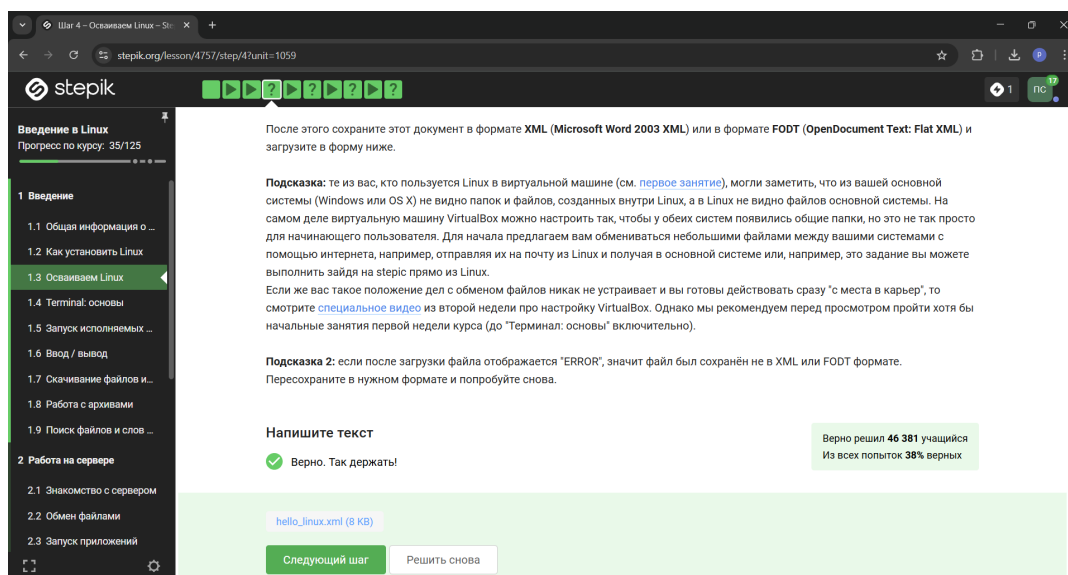 Шаг 4 – Осваиваем Linux – Ste
stepik.org/lesson/4757/step/4?unit=1059
stepik
1
ПС
17
Введение в Linux
Прогресс по курсу: 35/125
1 Введение
1.1 Общая информация о ...
1.2 Как установить Linux
1.3 Осваиваем Linux
1.4 Terminal: основы
1.5 Запуск исполняемых ...
1.6 Ввод / вывод
1.7 Скачивание файлов и...
1.8 Работа с архивами
1.9 Поиск файлов и слов ...
2 Работа на сервере
2.1 Знакомство с сервером
2.2 Обмен файлами
2.3 Запуск приложений
После этого сохраните этот документ в формате XML (Microsoft Word 2003 XML) или в формате FODT (OpenDocument Text: Flat XML) и
загрузите в форму ниже.
Подсказка: те из вас, кто пользуется Linux в виртуальной машине (см. первое занятие), могли заметить, что из вашей основной
системы (Windows или OS X) не видно папок и файлов, созданных внутри Linux, а в Linux не видно файлов основной системы. На
самом деле виртуальную машину VirtualBox можно настроить так, чтобы у обеих систем появились общие папки, но это не так просто
для начинающего пользователя. Для начала предлагаем вам обмениваться небольшими файлами между вашими системами с
помощью интернета, например, отправляя их на почту из Linux и получая в основной системе или, например, это задание вы можете
выполнить зайдя на stepic прямо из Linux.
Если же вас такое положение дел с обменом файлов никак не устраивает и вы готовы действовать сразу "с места в карьер", то
смотрите специальное видео из второй недели про настройку VirtualBox. Однако мы рекомендуем перед просмотром пройти хотя бы
начальные занятия первой недели курса (до "Терминал: основы" включительно).
Подсказка 2: если после загрузки файла отображается "ERROR", значит файл был сохранён не в XML или FODT формате.
Пересохраните в нужном формате и попробуйте снова.
Напишите текст
Верно. Так держать!
Верно решил 46 381 учащийся
Из всех попыток 38% верных
hello_linux.xml (8 KB)
Следующий шаг
Решить снова